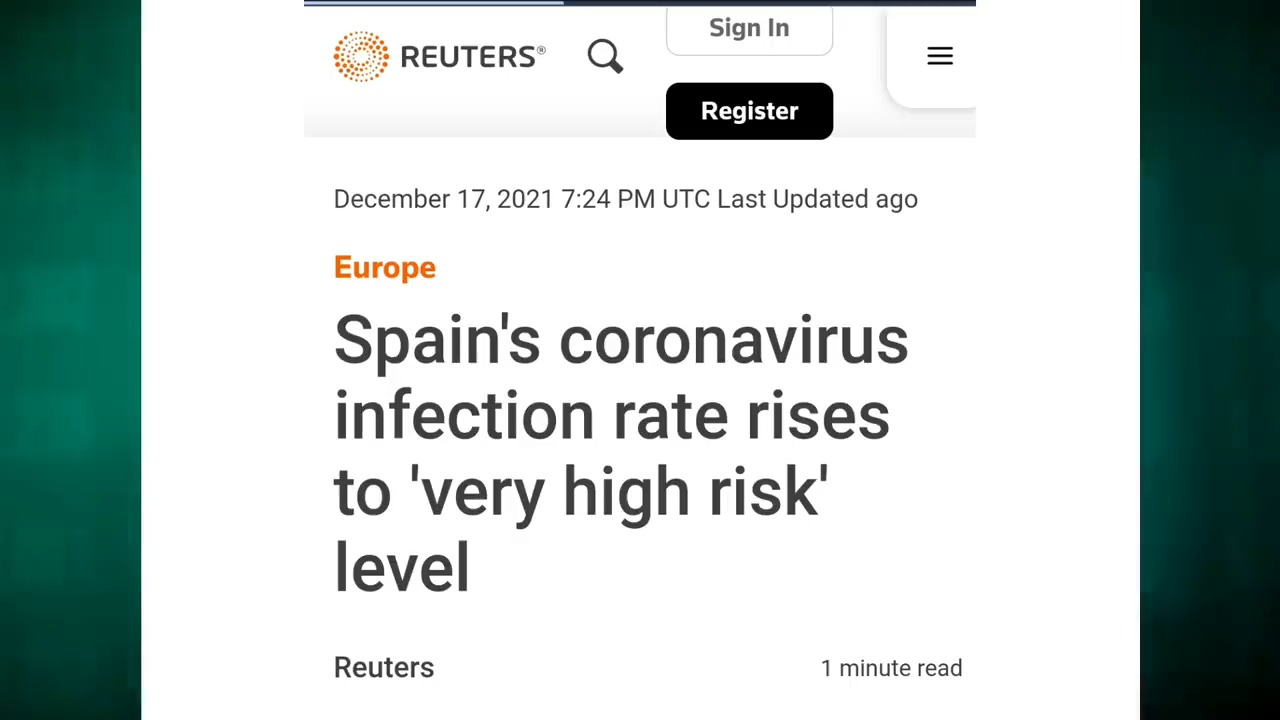 REUTERS®
Sign In
Register
December 17, 2021 7:24 PM UTC Last Updated ago
Europe
Spain's coronavirus
infection rate rises
to 'very high risk'
level
Reuters
1 minute read